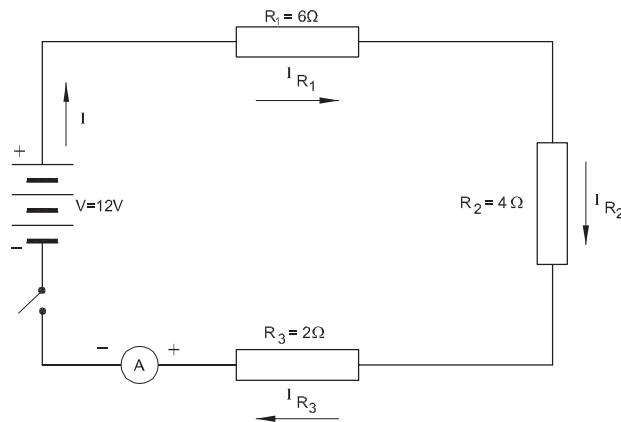 R₁= 6Ω
I R₁
I
+
V=12V
−
R₂ = 4 Ω
I R₂
R₃ = 2Ω
− A +
I R₃